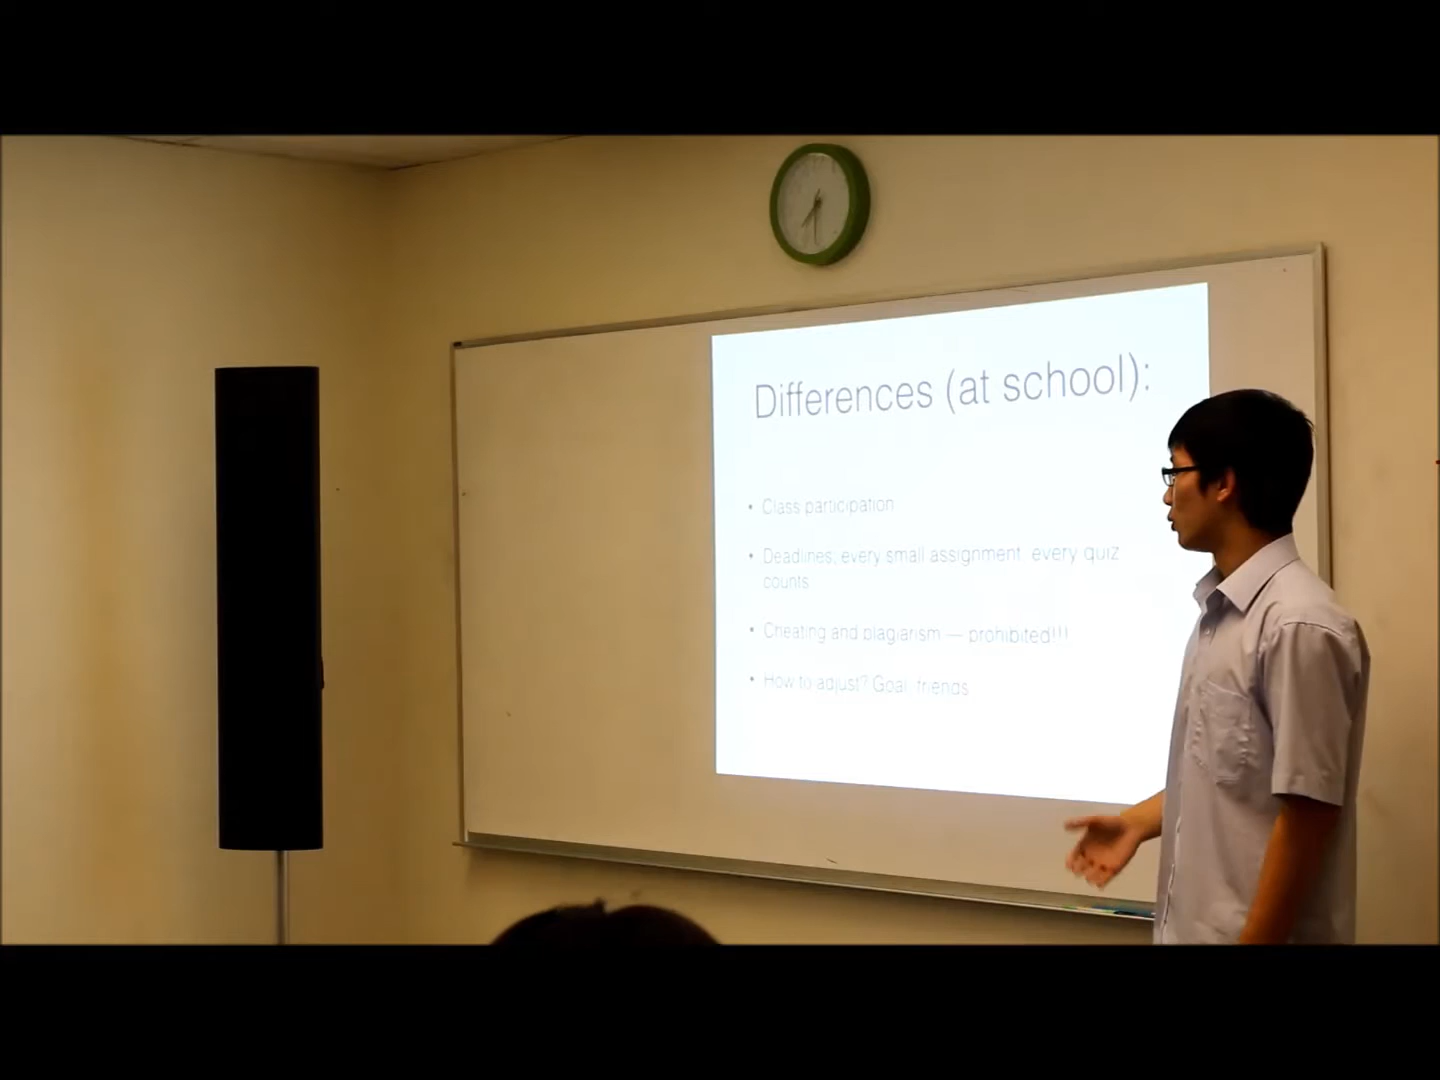 Differences (at school):
• Class participation
• Deadlines; every small assignment, every quiz
counts
• Cheating and plagiarism — prohibited!!!
• How to adjust? Goal, friends